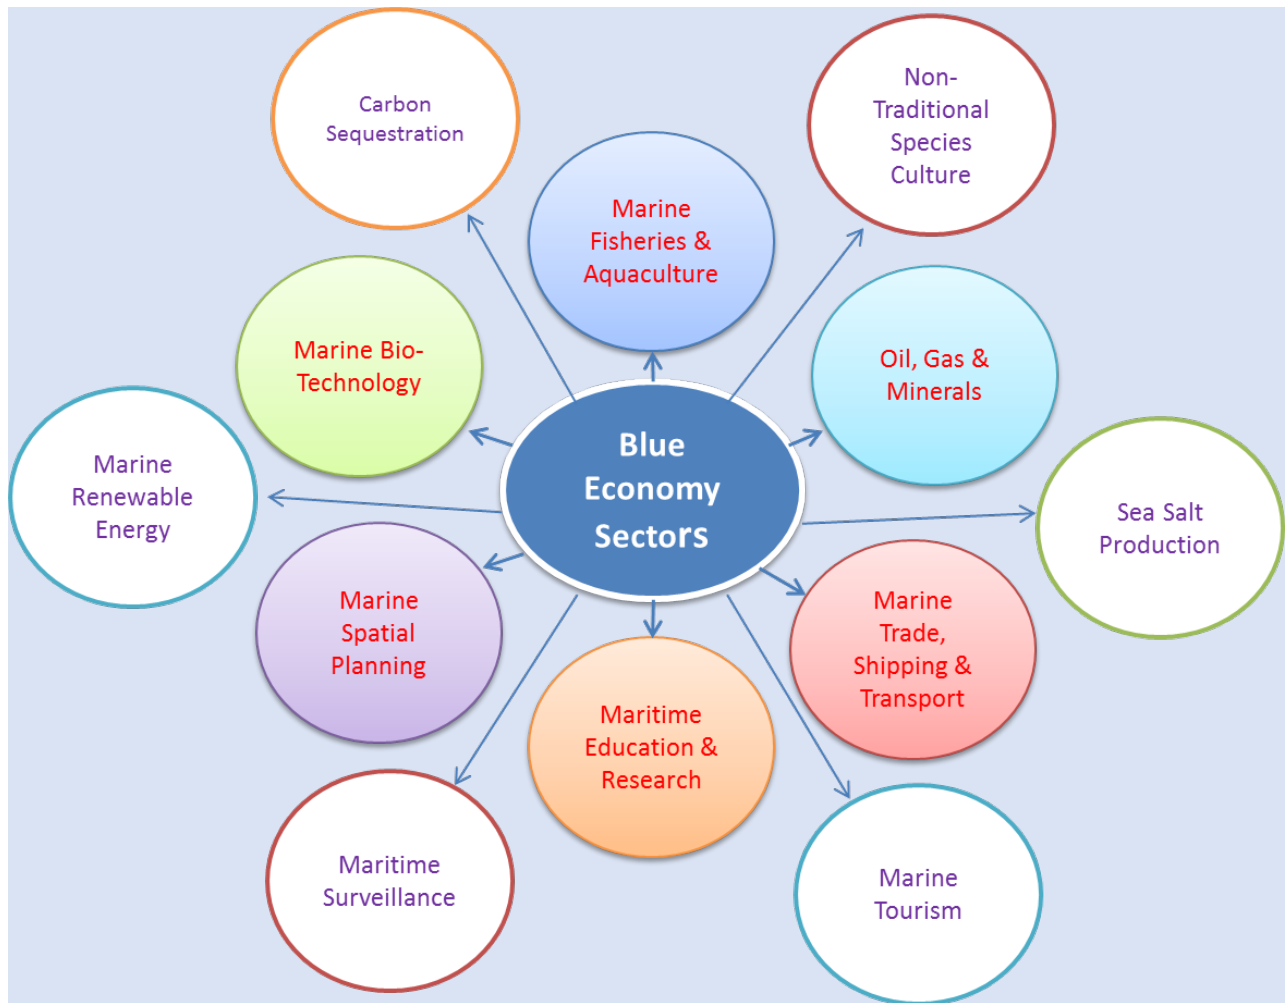 Carbon
Sequestration
Non-
Traditional
Species
Culture
Marine
Fisheries &
Aquaculture
Marine Bio-
Technology
Oil, Gas &
Minerals
Blue
Economy
Sectors
Marine
Renewable
Energy
Sea Salt
Production
Marine
Spatial
Planning
Marine
Trade,
Shipping &
Transport
Maritime
Education &
Research
Maritime
Surveillance
Marine
Tourism